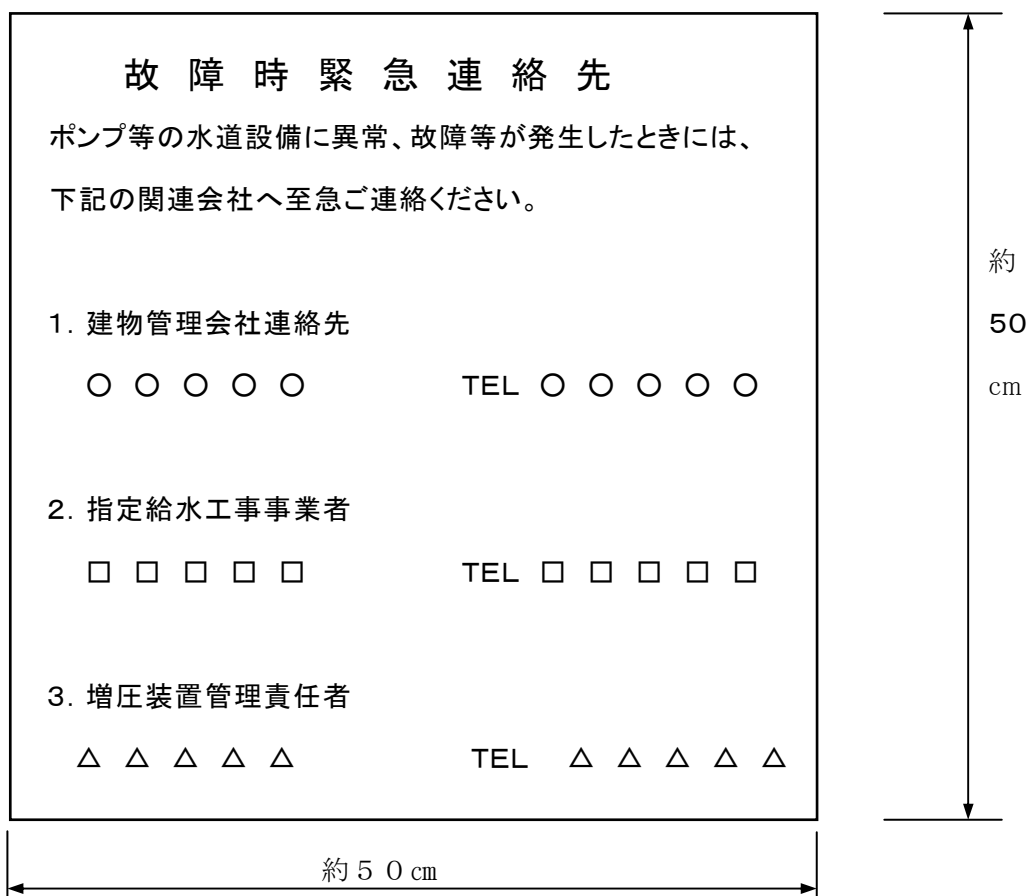 故障時緊急連絡先
ポンプ等の水道設備に異常、故障等が発生したときには、
下記の関連会社へ至急ご連絡ください。
１．建物管理会社連絡先
○○○○○ TEL ○○○○○
２．指定給水工事事業者
□□□□□ TEL □□□□□
３．増圧装置管理責任者
△△△△△ TEL △△△△△
約
50
cm
約５０cm